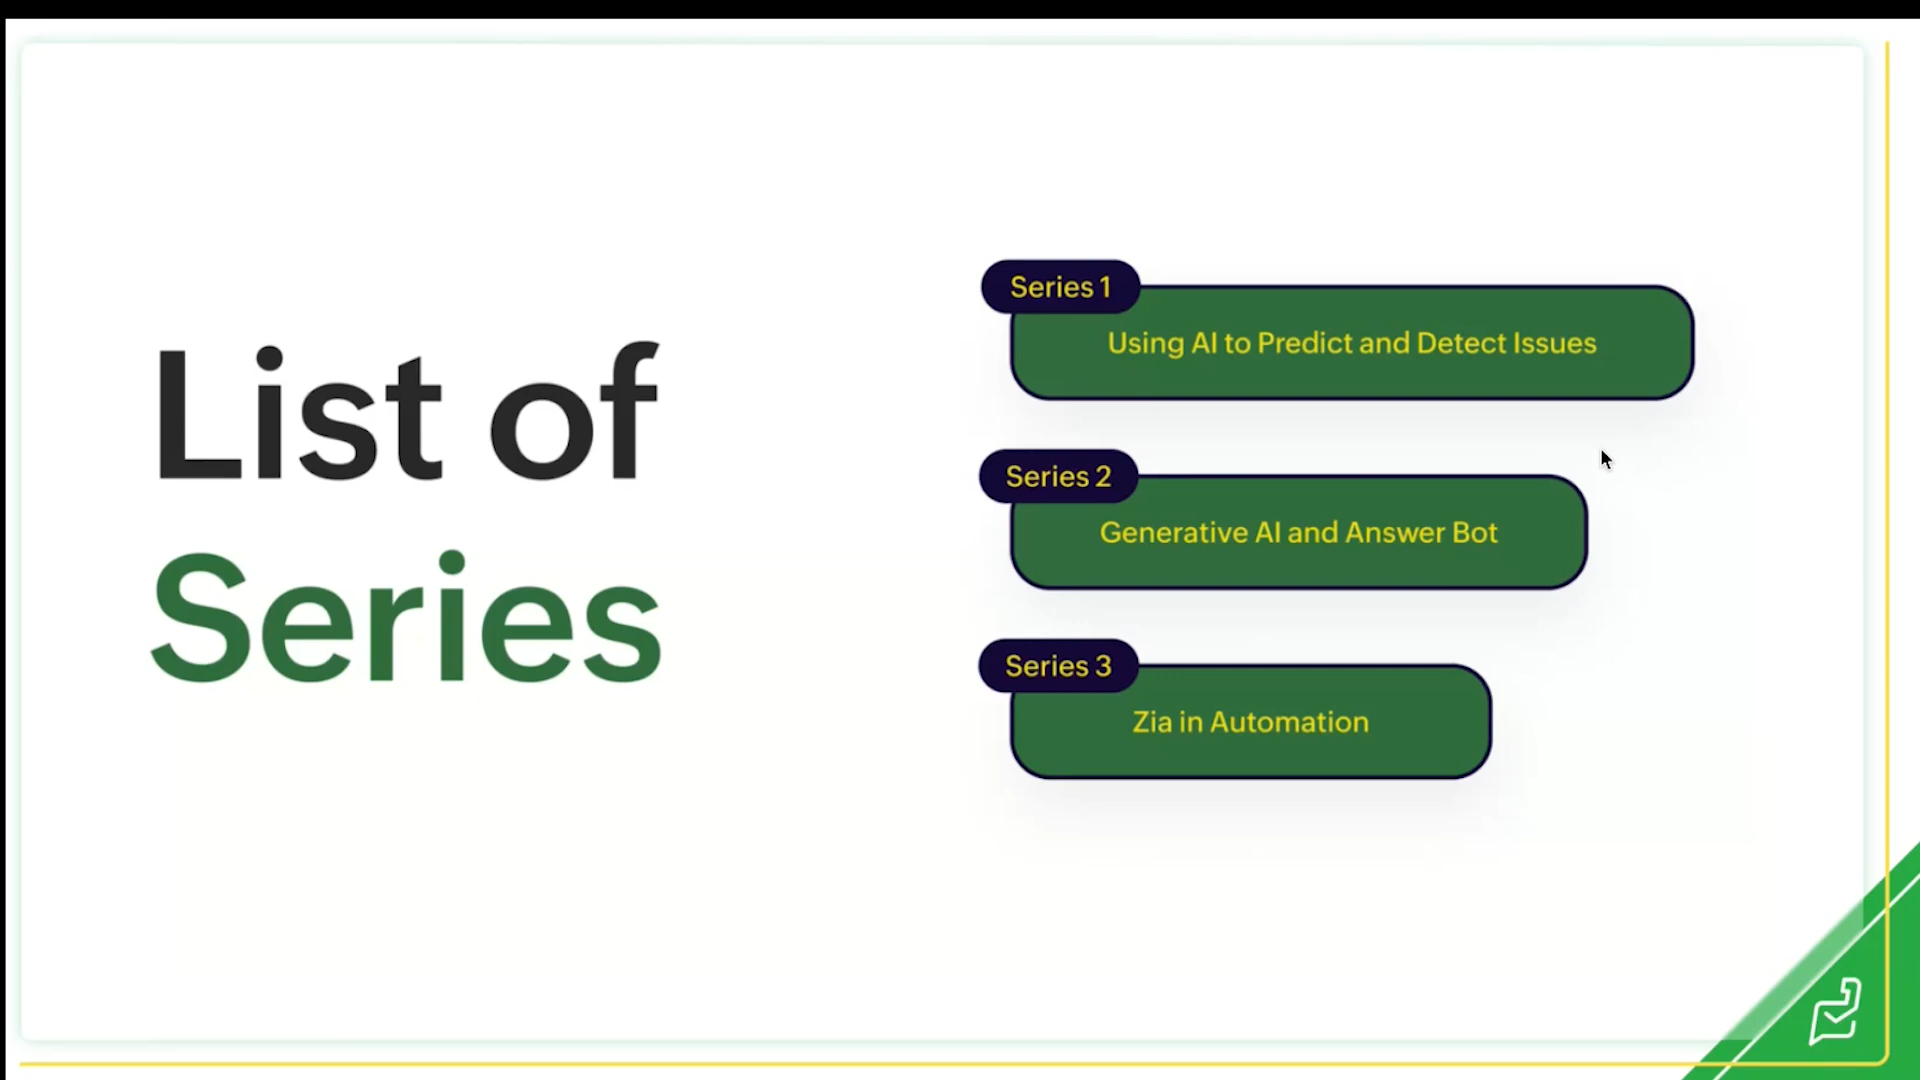 List of
Series
Series 1
Using AI to Predict and Detect Issues
Series 2
Generative AI and Answer Bot
Series 3
Zia in Automation